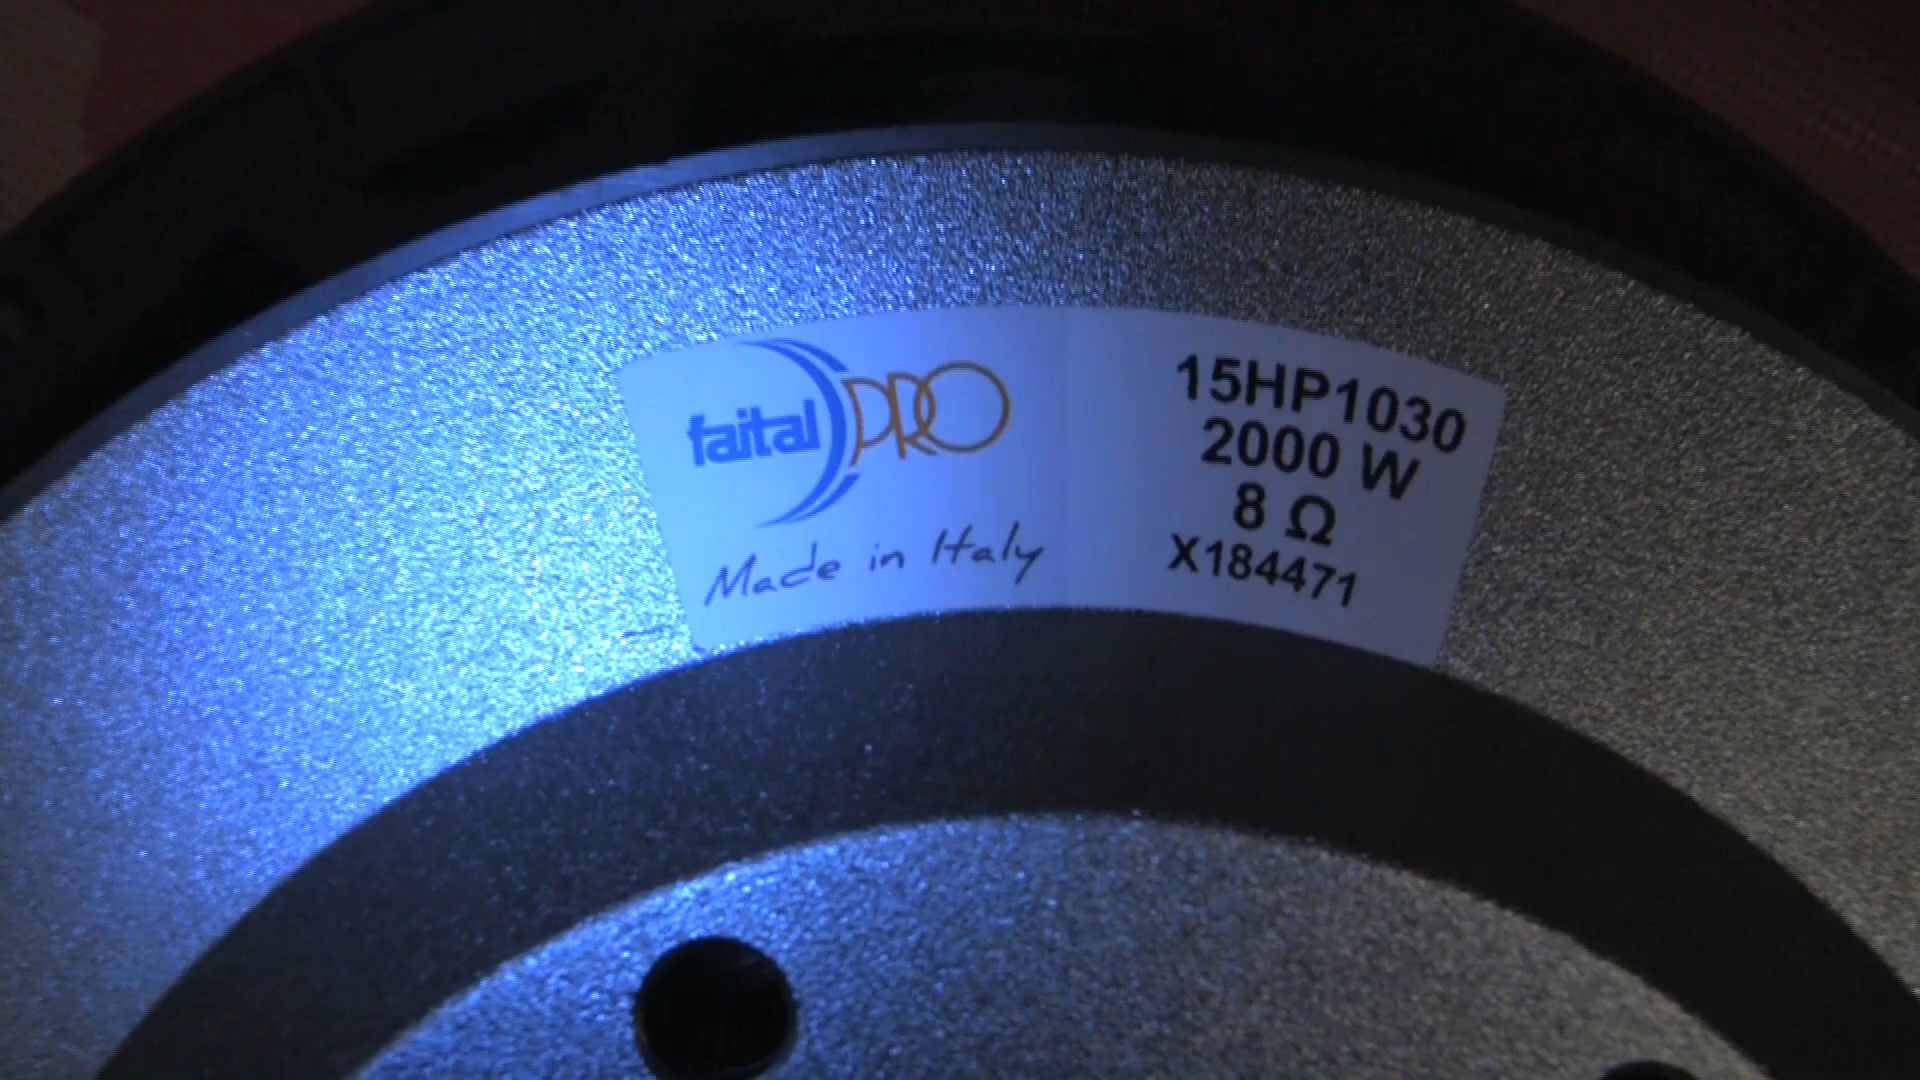 faital PRO
Made in Italy
15HP1030
2000 W
8 Ω
X184471